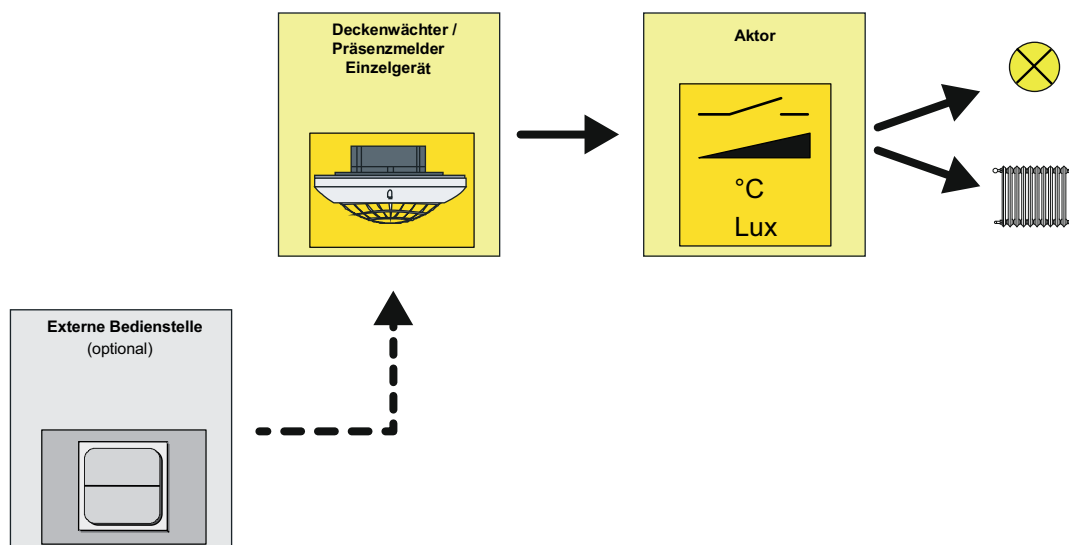 Deckenwächter /
Präsenzmelder
Einzelgerät
Aktor
°C
Lux
Externe Bedienstelle
(optional)